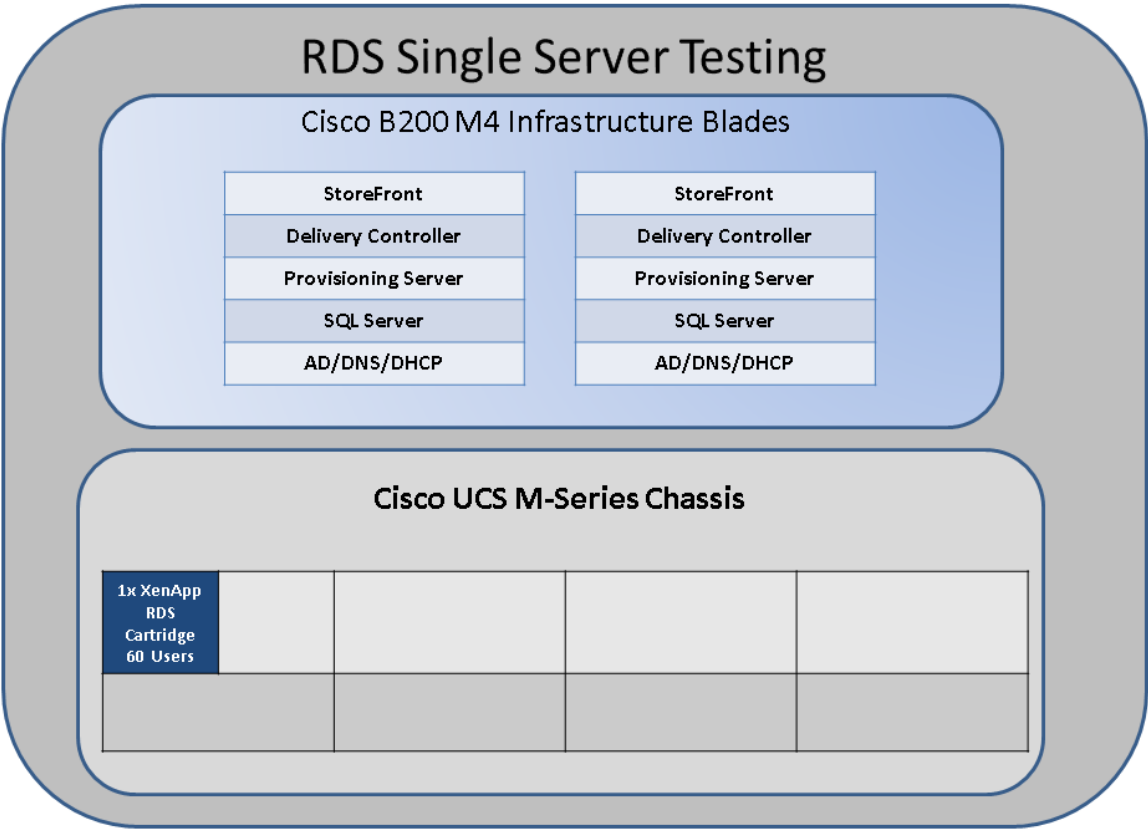 RDS Single Server Testing
Cisco B200 M4 Infrastructure Blades
StoreFront
Delivery Controller
Provisioning Server
SQL Server
AD/DNS/DHCP
StoreFront
Delivery Controller
Provisioning Server
SQL Server
AD/DNS/DHCP
Cisco UCS M-Series Chassis
1x XenApp
RDS
Cartridge
60 Users